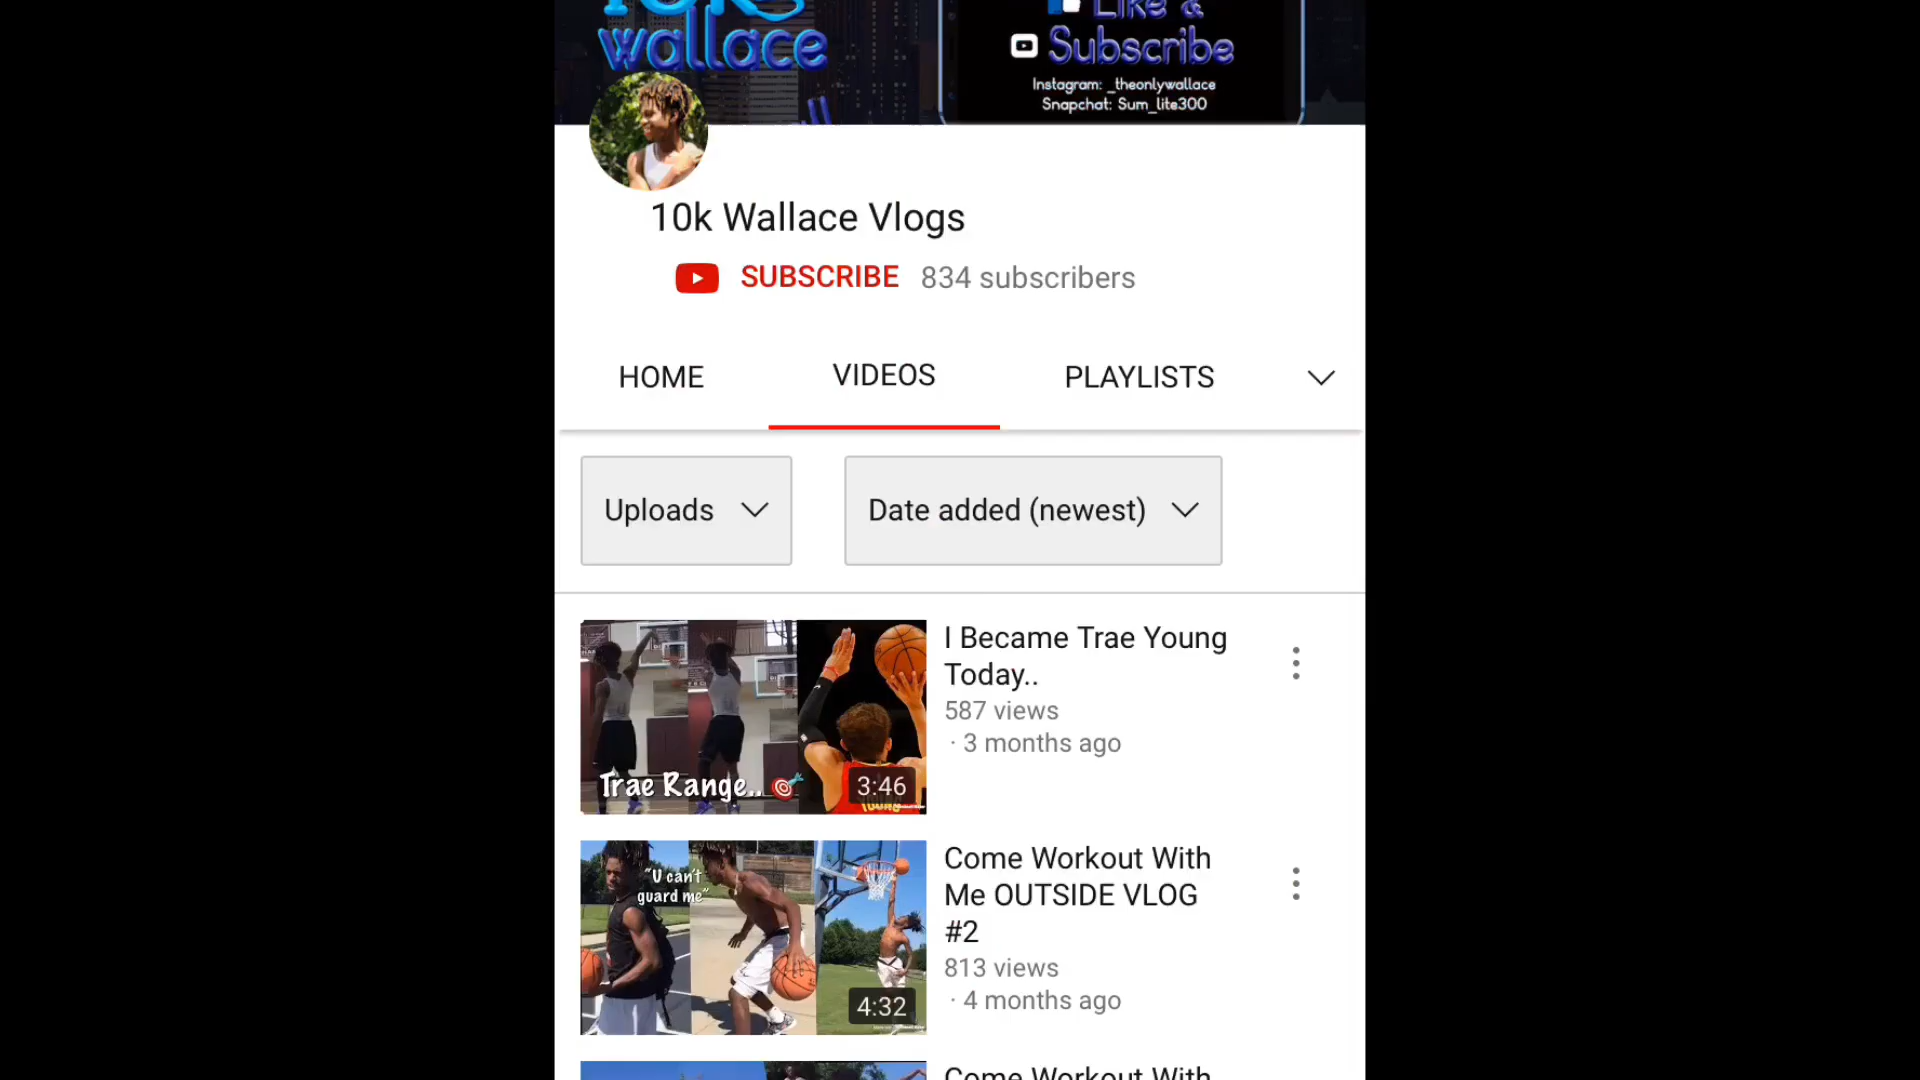 10K
wallace
Like &
Subscribe
Instagram: _theonlywallace
Snapchat: Sum_lite300
10k Wallace Vlogs
SUBSCRIBE 834 subscribers
HOME VIDEOS PLAYLISTS
Uploads Date added (newest)
Trae Range..
3:46
I Became Trae Young
Today..
587 views
· 3 months ago
"U can't
guard me"
4:32
Come Workout With
Me OUTSIDE VLOG
#2
813 views
· 4 months ago
Come Workout With